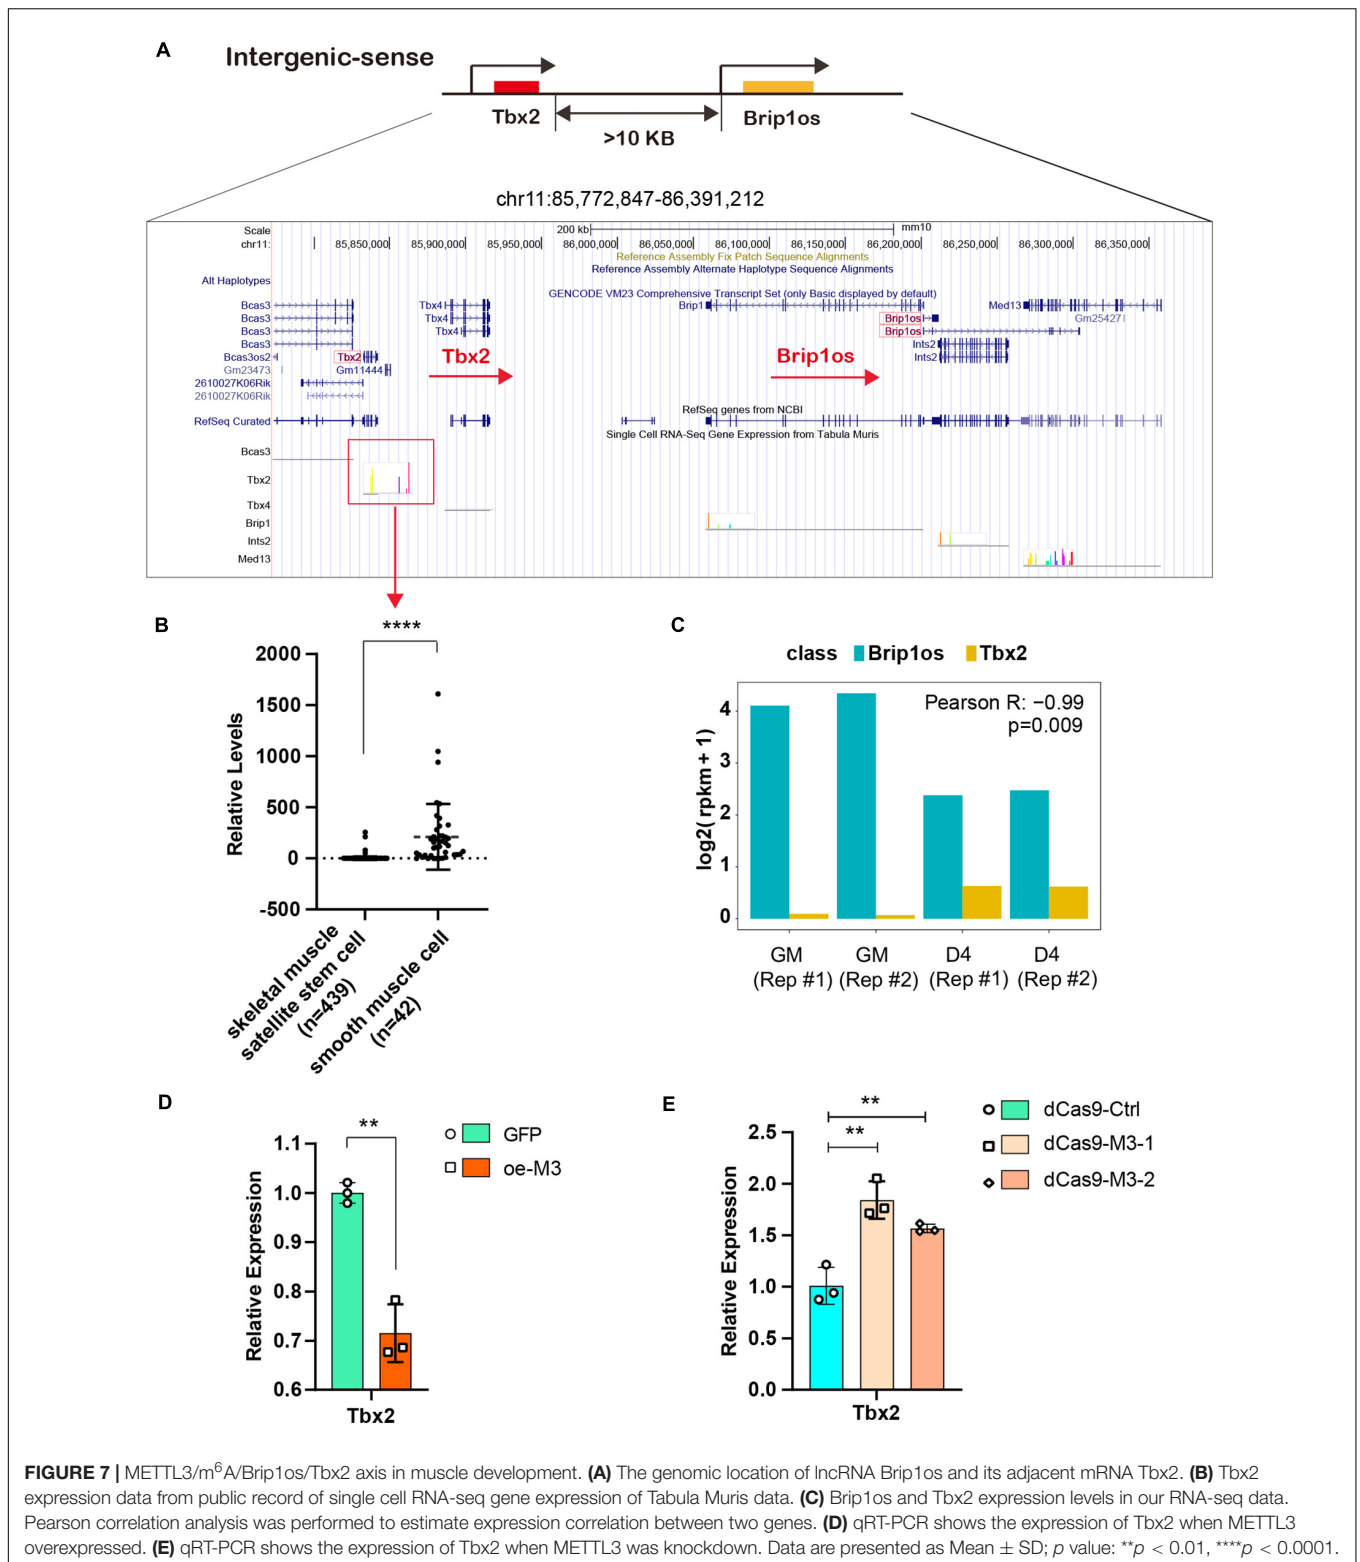 A
Intergenic-sense
Tbx2
Brip1os
>10 KB
chr11:85,772,847-86,391,212
Scale
200 kb
mm10
chr11:
85,850,000
85,900,000
85,950,000
86,000,000
86,050,000
86,100,000
86,150,000
86,200,000
86,250,000
86,300,000
86,350,000
Reference Assembly Fix Patch Sequence Alignments
Reference Assembly Alternate Haplotype Sequence Alignments
Alt Haplotypes
GENCODE VM23 Comprehensive Transcript Set (only Basic displayed by default)
Bcas3 Tbx4 Brip1 Med13
Bcas3 Tbx4 Brip1os Gm25427
Bcas3 Tbx4 Brip1os
Bcas3 Ints2
Bcas3os2 Tbx2 Ints2
Gm23473 Gm11444
Tbx2
Brip1os
2610027K06Rik
2610027K06Rik
RefSeq genes from NCBI
RefSeq Curated
Single Cell RNA-Seq Gene Expression from Tabula Muris
Bcas3
Tbx2
Tbx4
Brip1
Ints2
Med13
B
****
Relative Levels
2000
1500
1000
500
0
-500
skeletal muscle
satellite stem cell
(n=439)
smooth muscle cell
(n=42)
C
class Brip1os Tbx2
Pearson R: −0.99
p=0.009
log2( rpkm+ 1)
4
3
2
1
0
GM GM D4 D4
(Rep #1) (Rep #2) (Rep #1) (Rep #2)
D
**
GFP
oe-M3
Relative Expression
1.1
1.0
0.9
0.8
0.7
0.6
Tbx2
E
**
**
dCas9-Ctrl
dCas9-M3-1
dCas9-M3-2
Relative Expression
2.5
2.0
1.5
1.0
0.5
0.0
Tbx2
FIGURE 7 | METTL3/m⁶A/Brip1os/Tbx2 axis in muscle development. (A) The genomic location of lncRNA Brip1os and its adjacent mRNA Tbx2. (B) Tbx2
expression data from public record of single cell RNA-seq gene expression of Tabula Muris data. (C) Brip1os and Tbx2 expression levels in our RNA-seq data.
Pearson correlation analysis was performed to estimate expression correlation between two genes. (D) qRT-PCR shows the expression of Tbx2 when METTL3
overexpressed. (E) qRT-PCR shows the expression of Tbx2 when METTL3 was knockdown. Data are presented as Mean ± SD; p value: **p < 0.01, ****p < 0.0001.